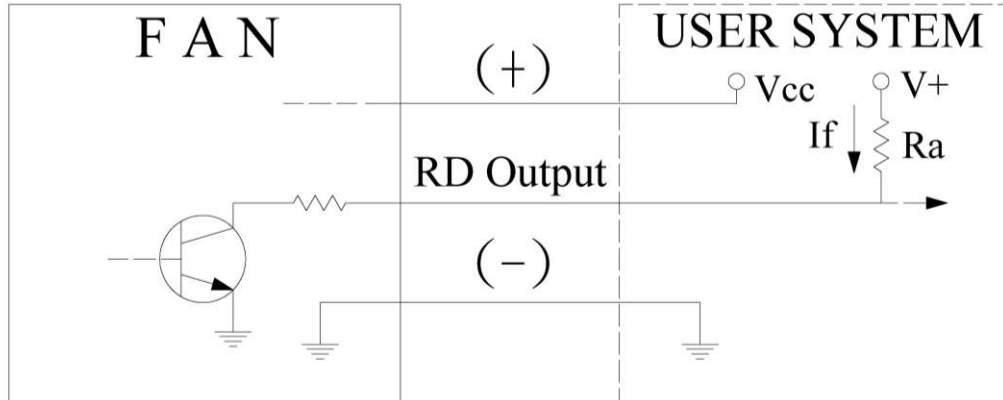 F A N
USER SYSTEM
(+)
Vcc
V+
If
Ra
RD Output
(-)